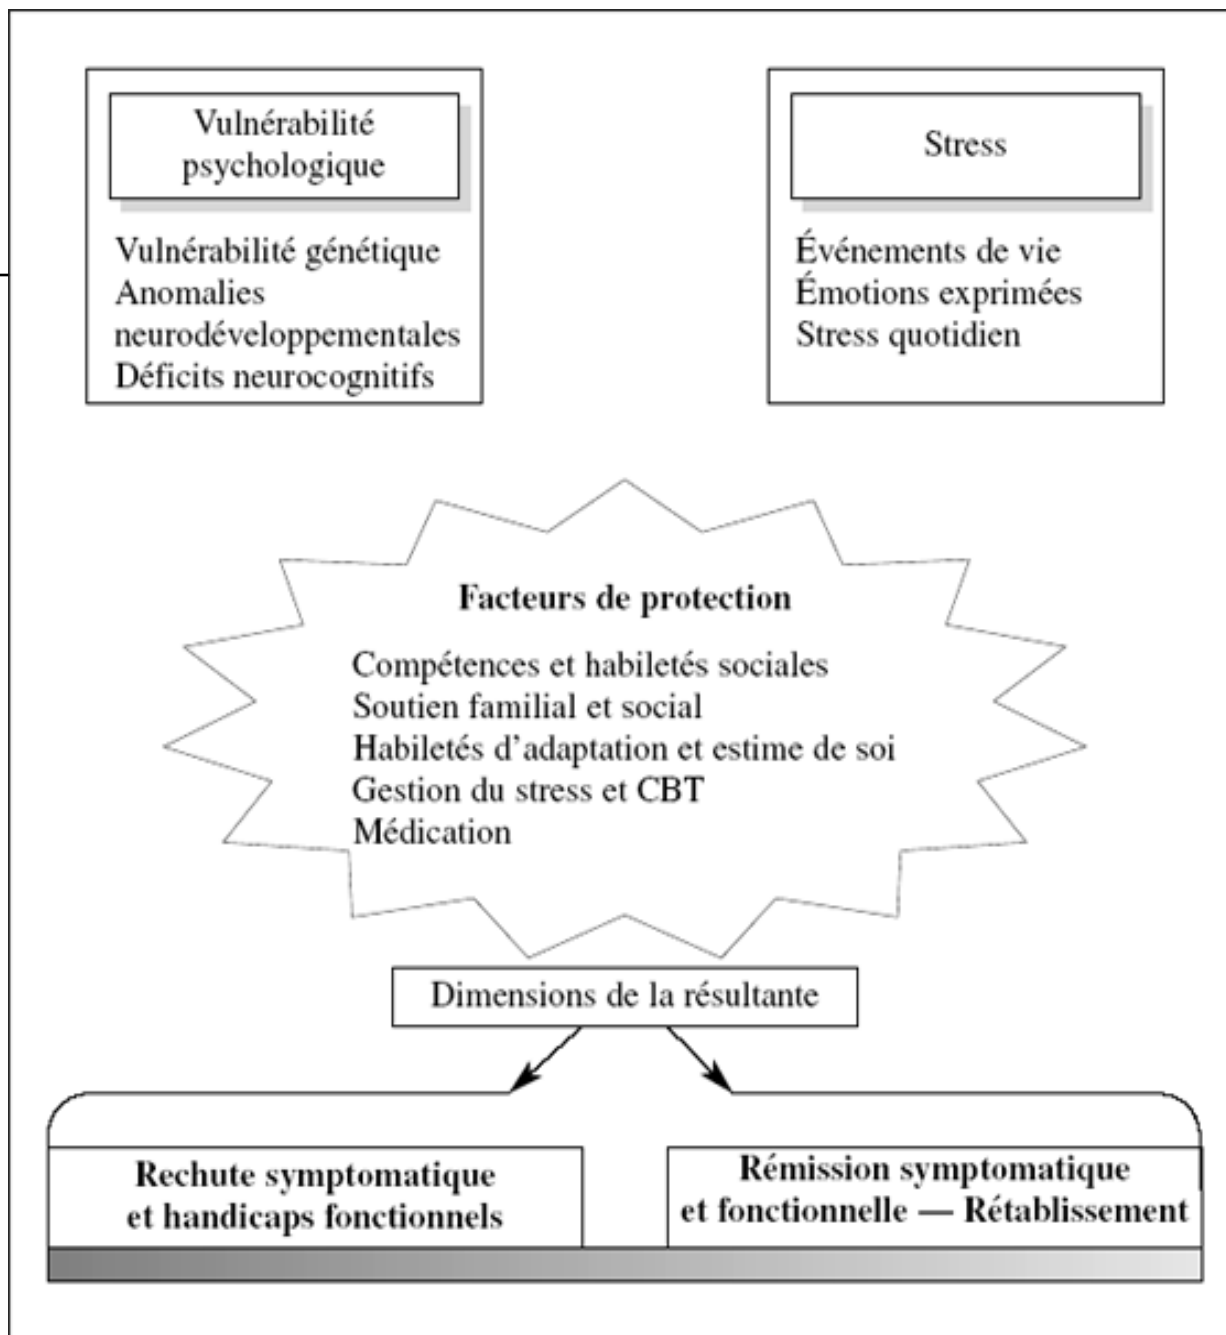 Vulnérabilité
psychologique
Vulnérabilité génétique
Anomalies
neurodéveloppementales
Déficits neurocognitifs
Stress
Événements de vie
Émotions exprimées
Stress quotidien
Facteurs de protection
Compétences et habiletés sociales
Soutien familial et social
Habiletés d’adaptation et estime de soi
Gestion du stress et CBT
Médication
Dimensions de la résultante
Rechute symptomatique
et handicaps fonctionnels
Rémission symptomatique
et fonctionnelle — Rétablissement